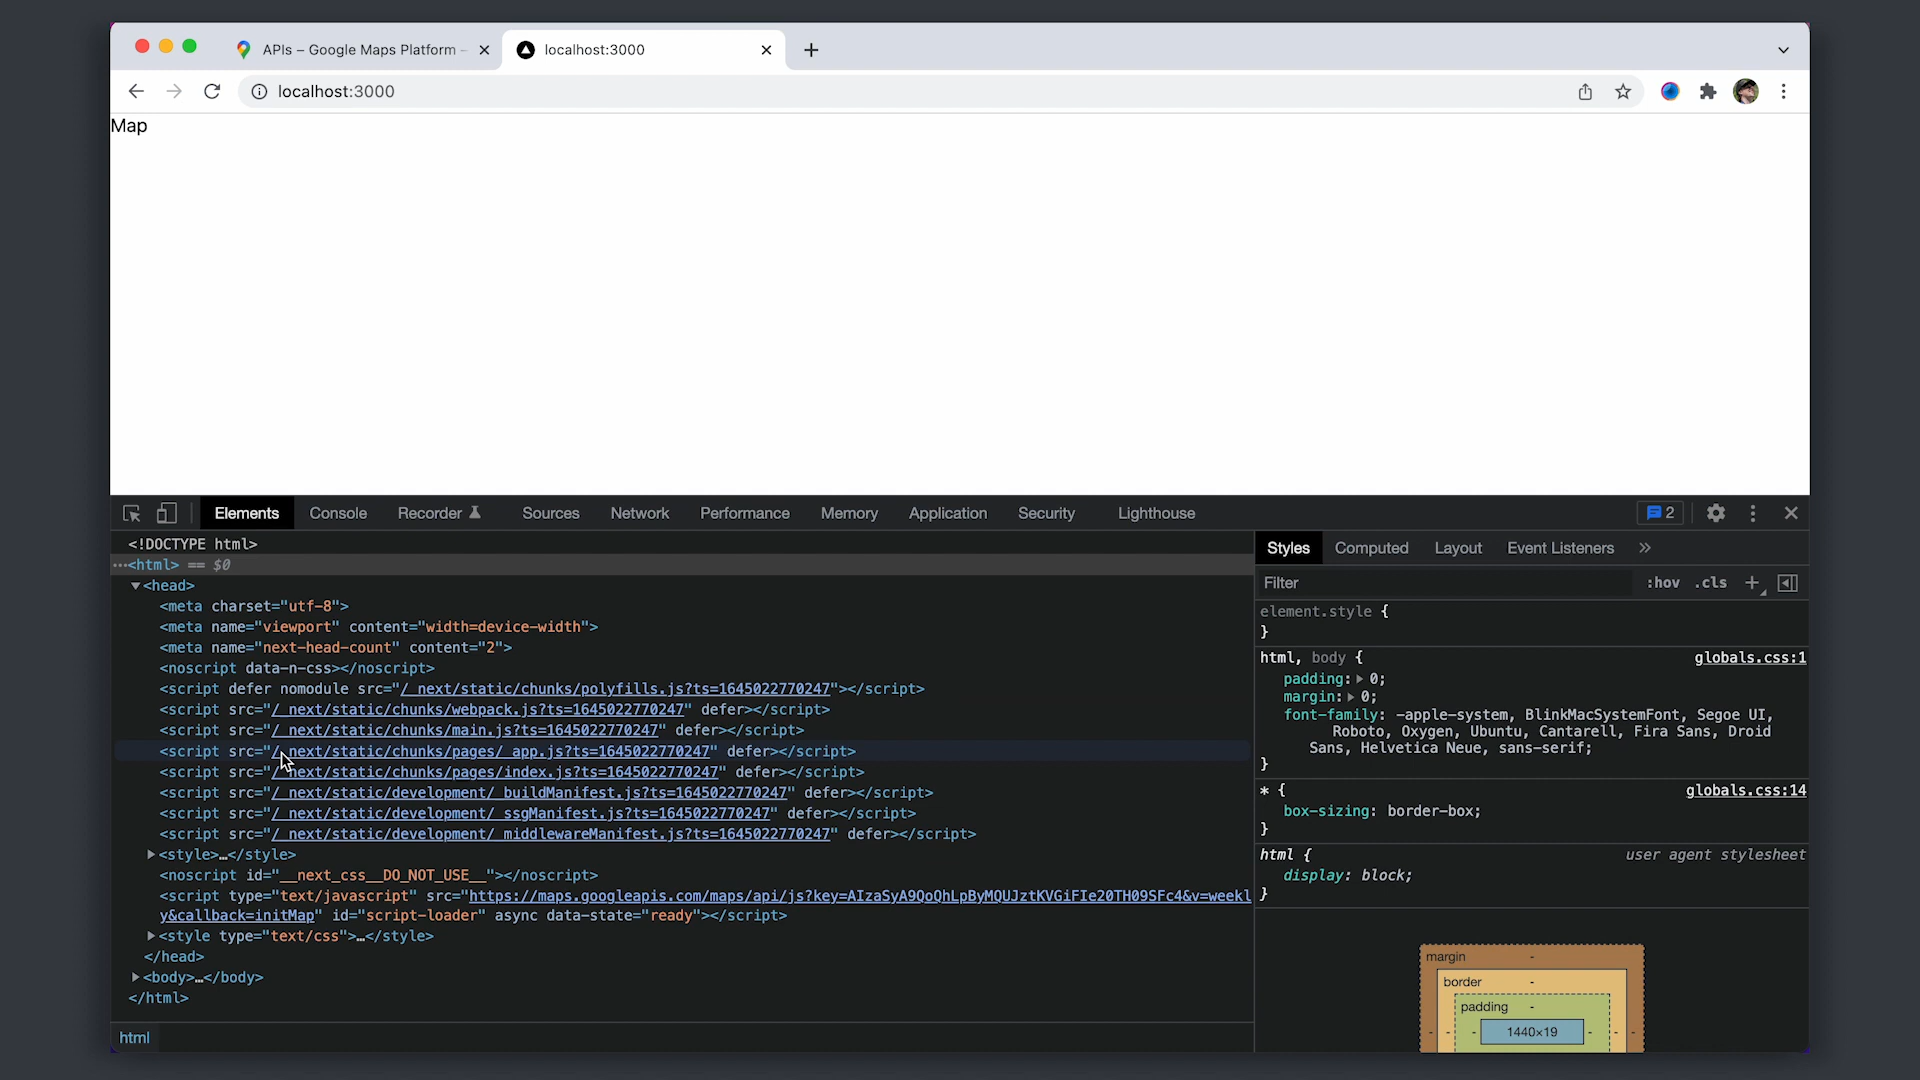 APIs – Google Maps Platform –
localhost:3000
localhost:3000
Map
Elements Console Recorder Sources Network Performance Memory Application Security Lighthouse 2
<!DOCTYPE html>
…<html> == $0
▼<head>
<meta charset="utf-8">
<meta name="viewport" content="width=device-width">
<meta name="next-head-count" content="2">
<noscript data-n-css></noscript>
<script defer nomodule src="/_next/static/chunks/polyfills.js?ts=1645022770247"></script>
<script src="/_next/static/chunks/webpack.js?ts=1645022770247" defer></script>
<script src="/_next/static/chunks/main.js?ts=1645022770247" defer></script>
<script src="/_next/static/chunks/pages/_app.js?ts=1645022770247" defer></script>
<script src="/_next/static/chunks/pages/index.js?ts=1645022770247" defer></script>
<script src="/_next/static/development/_buildManifest.js?ts=1645022770247" defer></script>
<script src="/_next/static/development/_ssgManifest.js?ts=1645022770247" defer></script>
<script src="/_next/static/development/_middlewareManifest.js?ts=1645022770247" defer></script>
▶<style>…</style>
<noscript id="__next_css__DO_NOT_USE__"></noscript>
<script type="text/javascript" src="https://maps.googleapis.com/maps/api/js?key=AIzaSyA9QoQhLpByMQUJztKVGiFIe20TH09SFc4&v=weekl
y&callback=initMap" id="script-loader" async data-state="ready"></script>
▶<style type="text/css">…</style>
</head>
▶<body>…</body>
</html>
html
Styles Computed Layout Event Listeners »
Filter :hov .cls +
element.style {
}
html, body { globals.css:1
padding:▶ 0;
margin:▶ 0;
font-family: -apple-system, BlinkMacSystemFont, Segoe UI,
Roboto, Oxygen, Ubuntu, Cantarell, Fira Sans, Droid
Sans, Helvetica Neue, sans-serif;
}
* { globals.css:14
box-sizing: border-box;
}
html { user agent stylesheet
display: block;
}
margin -
border -
padding -
- - - 1440×19 - - -